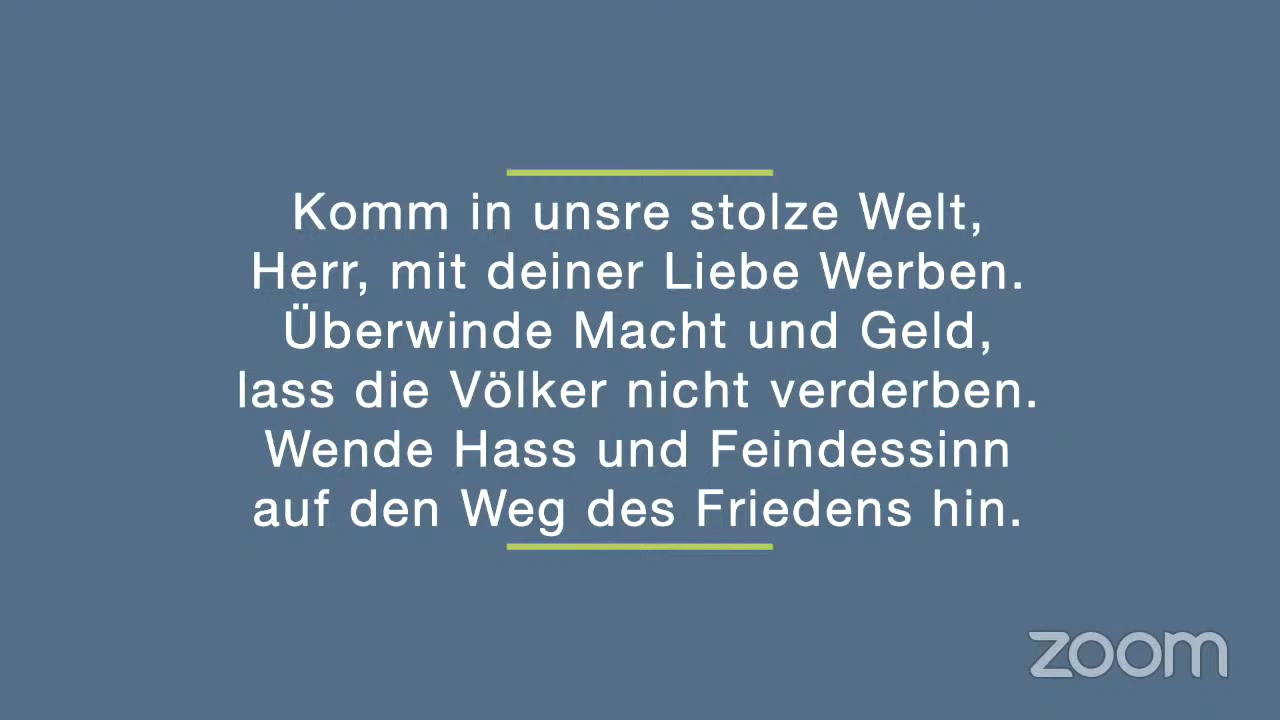 Komm in unsre stolze Welt,
Herr, mit deiner Liebe Werben.
Überwinde Macht und Geld,
lass die Völker nicht verderben.
Wende Hass und Feindessinn
auf den Weg des Friedens hin.
zoom